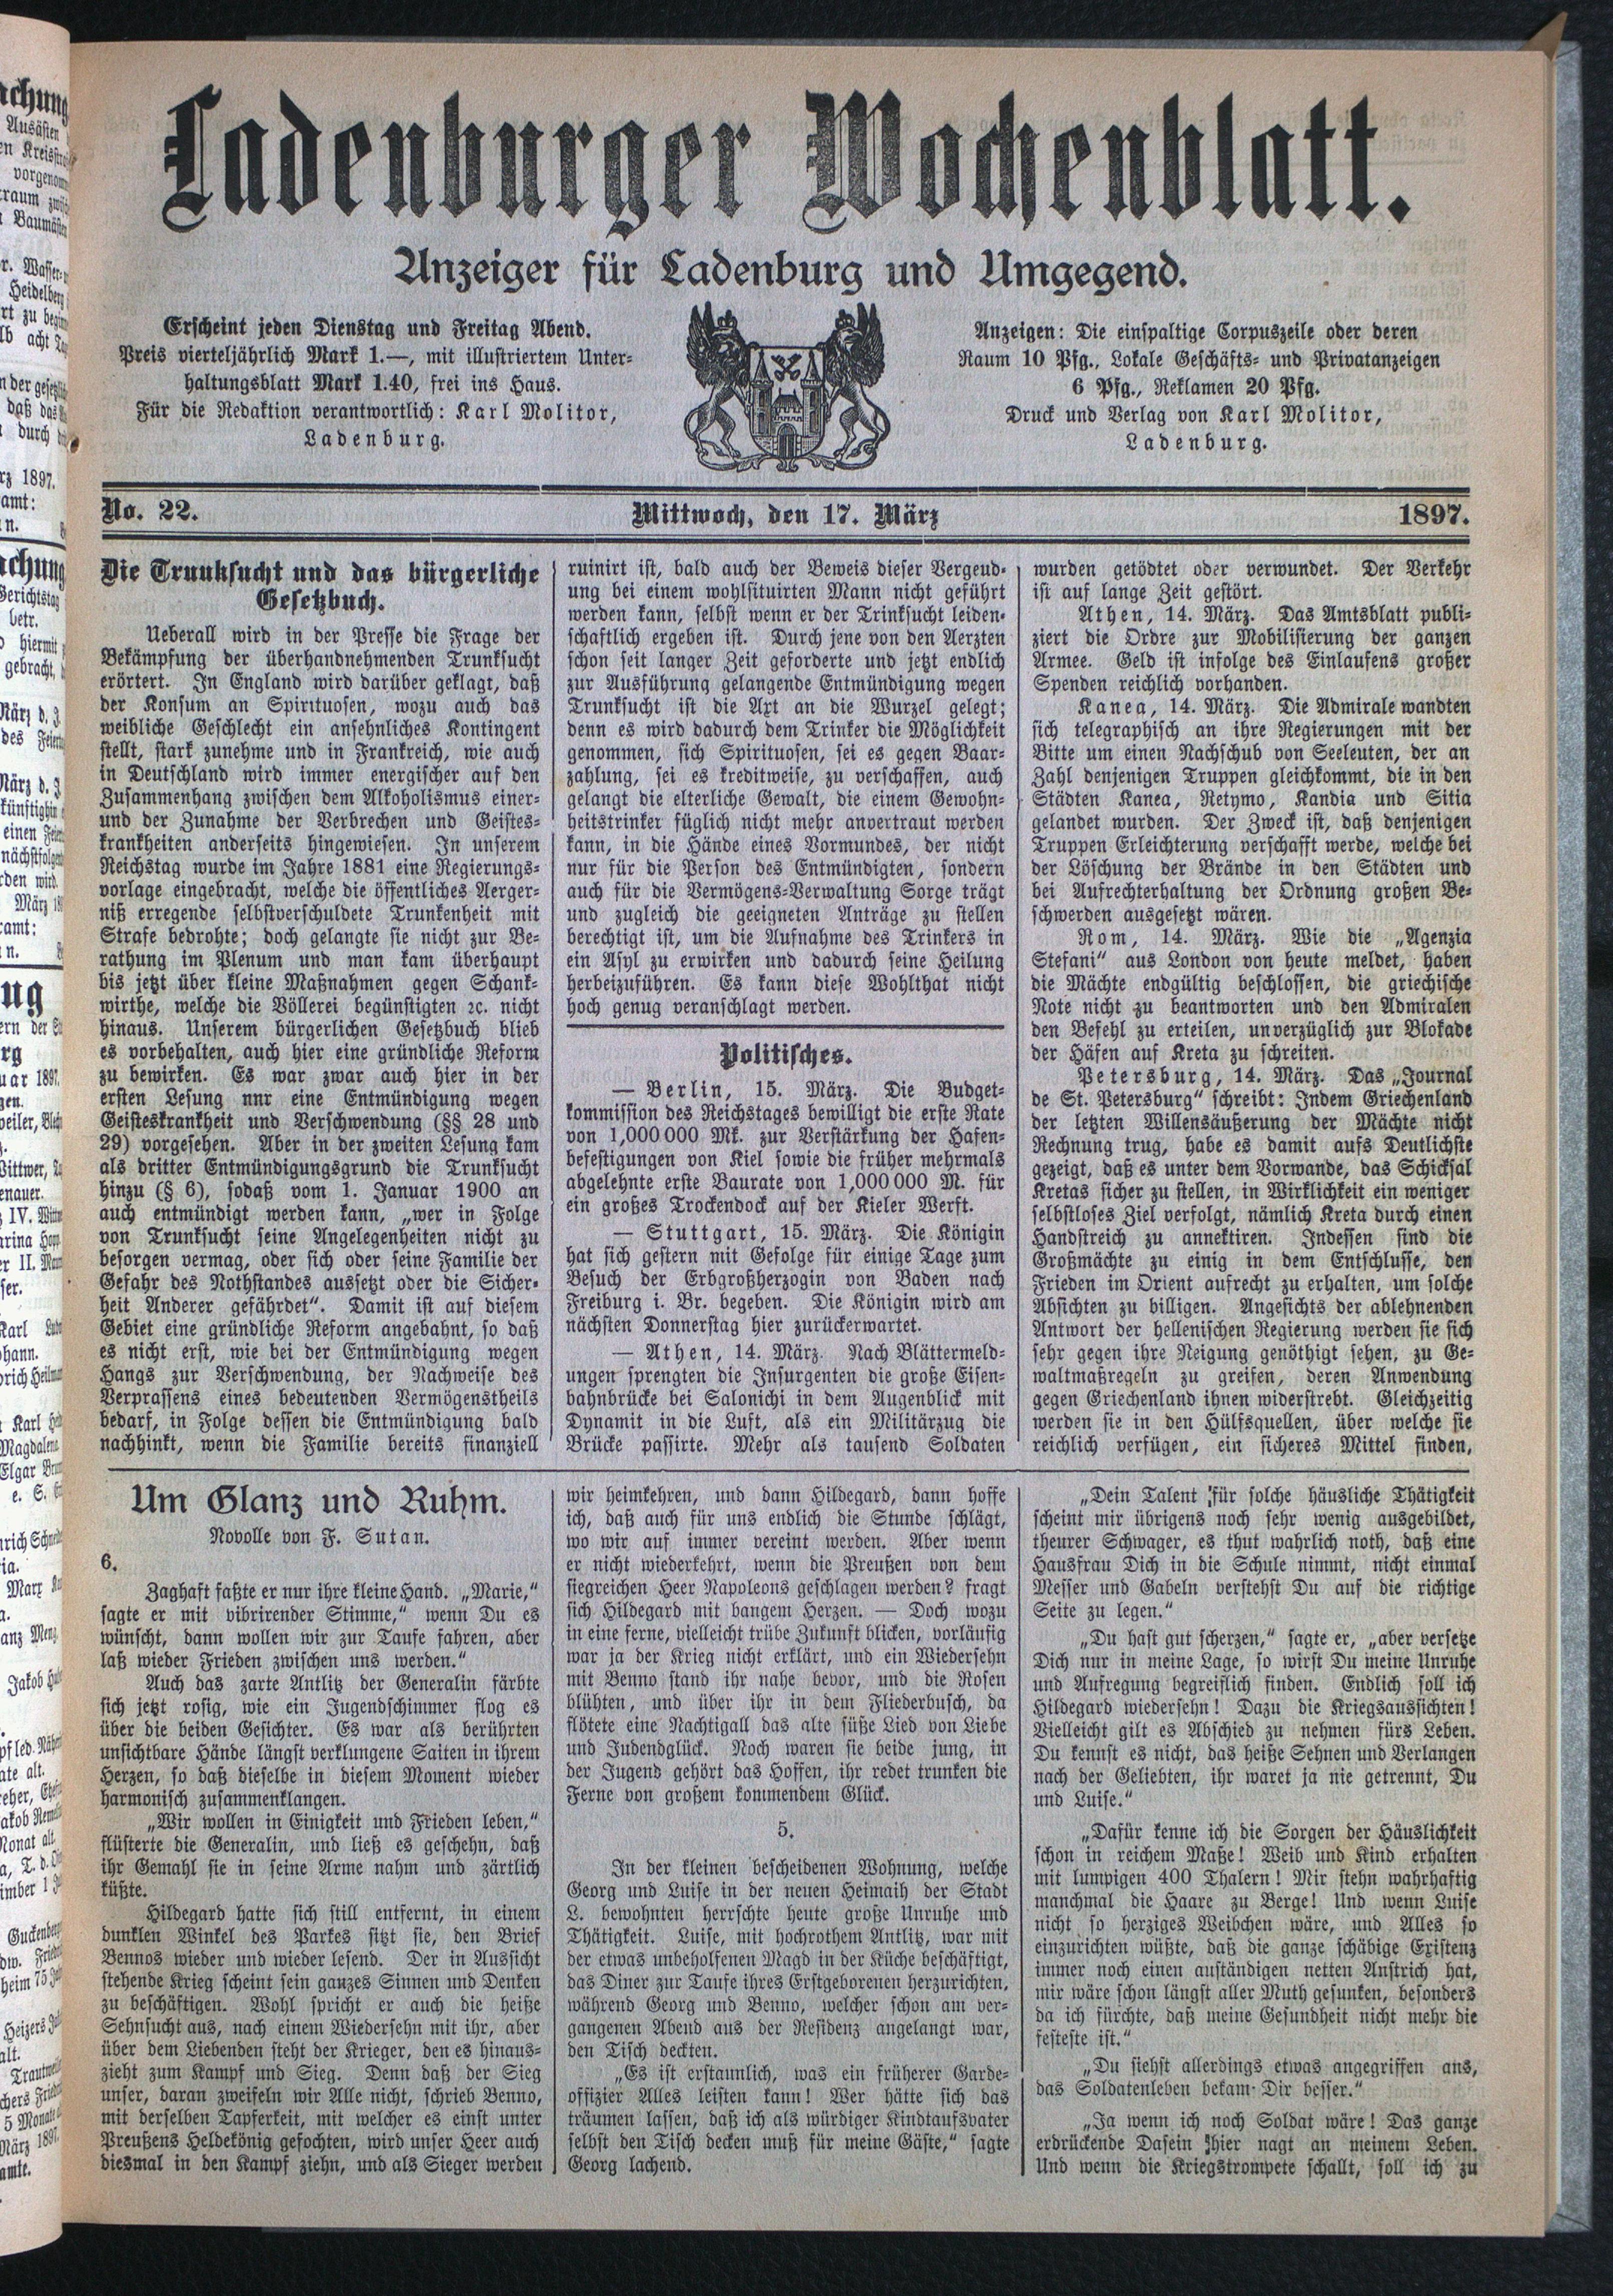 Ladenburger Wochenblatt.
Anzeiger für Ladenburg und Umgegend.
Erscheint jeden Dienstag und Freitag Abend.
Preis vierteljährlich Mark 1.—, mit illustriertem Unter-
haltungsblatt Mark 1.40, frei ins Haus.
Für die Redaktion verantwortlich: Karl Molitor,
Ladenburg.
Anzeigen: Die einspaltige Corpuszeile oder deren
Raum 10 Pfg., Lokale Geschäfts- und Privatanzeigen
6 Pfg., Reklamen 20 Pfg.
Druck und Verlag von Karl Molitor,
Ladenburg.
No. 22.
Mittwoch, den 17. März
1897.
Die Trunksucht und das bürgerliche
Gesetzbuch.
Ueberall wird in der Presse die Frage der
Bekämpfung der überhandnehmenden Trunksucht
erörtert. In England wird darüber geklagt, daß
der Konsum an Spirituosen, wozu auch das
weibliche Geschlecht ein ansehnliches Kontingent
stellt, stark zunehme und in Frankreich, wie auch
in Deutschland wird immer energischer auf den
Zusammenhang zwischen dem Alkoholismus einer-
und der Zunahme der Verbrechen und Geistes-
krankheiten anderseits hingewiesen. In unserem
Reichstag wurde im Jahre 1881 eine Regierungs-
vorlage eingebracht, welche die öffentliches Aerger-
niß erregende selbstverschuldete Trunkenheit mit
Strafe bedrohte; doch gelangte sie nicht zur Be-
rathung im Plenum und man kam überhaupt
bis jetzt über kleine Maßnahmen gegen Schank-
wirthe, welche die Völlerei begünstigten ꝛc. nicht
hinaus. Unserem bürgerlichen Gesetzbuch blieb
es vorbehalten, auch hier eine gründliche Reform
zu bewirken. Es war zwar auch hier in der
ersten Lesung nnr eine Entmündigung wegen
Geisteskrankheit und Verschwendung (§§ 28 und
29) vorgesehen. Aber in der zweiten Lesung kam
als dritter Entmündigungsgrund die Trunksucht
hinzu (§ 6), sodaß vom 1. Januar 1900 an
auch entmündigt werden kann, „wer in Folge
von Trunksucht seine Angelegenheiten nicht zu
besorgen vermag, oder sich oder seine Familie der
Gefahr des Nothstandes aussetzt oder die Sicher-
heit Anderer gefährdet“. Damit ist auf diesem
Gebiet eine gründliche Reform angebahnt, so daß
es nicht erst, wie bei der Entmündigung wegen
Hangs zur Verschwendung, der Nachweise des
Verprassens eines bedeutenden Vermögenstheils
bedarf, in Folge dessen die Entmündigung bald
nachhinkt, wenn die Familie bereits finanziell
ruinirt ist, bald auch der Beweis dieser Vergeud-
ung bei einem wohlsituirten Mann nicht geführt
werden kann, selbst wenn er der Trinksucht leiden-
schaftlich ergeben ist. Durch jene von den Aerzten
schon seit langer Zeit geforderte und jetzt endlich
zur Ausführung gelangende Entmündigung wegen
Trunksucht ist die Axt an die Wurzel gelegt;
denn es wird dadurch dem Trinker die Möglichkeit
genommen, sich Spirituosen, sei es gegen Baar-
zahlung, sei es kreditweise, zu verschaffen, auch
gelangt die elterliche Gewalt, die einem Gewohn-
heitstrinker füglich nicht mehr anvertraut werden
kann, in die Hände eines Vormundes, der nicht
nur für die Person des Entmündigten, sondern
auch für die Vermögens-Verwaltung Sorge trägt
und zugleich die geeigneten Anträge zu stellen
berechtigt ist, um die Aufnahme des Trinkers in
ein Asyl zu erwirken und dadurch seine Heilung
herbeizuführen. Es kann diese Wohlthat nicht
hoch genug veranschlagt werden.
Politisches.
— Berlin, 15. März. Die Budget-
kommission des Reichstages bewilligt die erste Rate
von 1,000 000 Mk. zur Verstärkung der Hafen-
befestigungen von Kiel sowie die früher mehrmals
abgelehnte erste Baurate von 1,000 000 M. für
ein großes Trockendock auf der Kieler Werft.
— Stuttgart, 15. März. Die Königin
hat sich gestern mit Gefolge für einige Tage zum
Besuch der Erbgroßherzogin von Baden nach
Freiburg i. Br. begeben. Die Königin wird am
nächsten Donnerstag hier zurückerwartet.
— Athen, 14. März. Nach Blättermeld-
ungen sprengten die Insurgenten die große Eisen-
bahnbrücke bei Salonichi in dem Augenblick mit
Dynamit in die Luft, als ein Militärzug die
Brücke passirte. Mehr als tausend Soldaten
wurden getödtet oder verwundet. Der Verkehr
ist auf lange Zeit gestört.
Athen, 14. März. Das Amtsblatt publi-
ziert die Ordre zur Mobilisierung der ganzen
Armee. Geld ist infolge des Einlaufens großer
Spenden reichlich vorhanden.
Kanea, 14. März. Die Admirale wandten
sich telegraphisch an ihre Regierungen mit der
Bitte um einen Nachschub von Seeleuten, der an
Zahl denjenigen Truppen gleichkommt, die in den
Städten Kanea, Retymo, Kandia und Sitia
gelandet wurden. Der Zweck ist, daß denjenigen
Truppen Erleichterung verschafft werde, welche bei
der Löschung der Brände in den Städten und
bei Aufrechterhaltung der Ordnung großen Be-
schwerden ausgesetzt wären.
Rom, 14. März. Wie die „Agenzia
Stefani“ aus London von heute meldet, haben
die Mächte endgültig beschlossen, die griechische
Note nicht zu beantworten und den Admiralen
den Befehl zu erteilen, unverzüglich zur Blokade
der Häfen auf Kreta zu schreiten.
Petersburg, 14. März. Das „Journal
de St. Petersburg“ schreibt: Indem Griechenland
der letzten Willensäußerung der Mächte nicht
Rechnung trug, habe es damit aufs Deutlichste
gezeigt, daß es unter dem Vorwande, das Schicksal
Kretas sicher zu stellen, in Wirklichkeit ein weniger
selbstloses Ziel verfolgt, nämlich Kreta durch einen
Handstreich zu annektiren. Indessen sind die
Großmächte zu einig in dem Entschlusse, den
Frieden im Orient aufrecht zu erhalten, um solche
Absichten zu billigen. Angesichts der ablehnenden
Antwort der hellenischen Regierung werden sie sich
sehr gegen ihre Neigung genöthigt sehen, zu Ge-
waltmaßregeln zu greifen, deren Anwendung
gegen Griechenland ihnen widerstrebt. Gleichzeitig
werden sie in den Hülfsquellen, über welche sie
reichlich verfügen, ein sicheres Mittel finden,
Um Glanz und Ruhm.
Novolle von F. Sutan.
6.
Zaghaft faßte er nur ihre kleine Hand. „Marie,“
sagte er mit vibrirender Stimme,“ wenn Du es
wünscht, dann wollen wir zur Taufe fahren, aber
laß wieder Frieden zwischen uns werden.“
Auch das zarte Antlitz der Generalin färbte
sich jetzt rosig, wie ein Jugendschimmer flog es
über die beiden Gesichter. Es war als berührten
unsichtbare Hände längst verklungene Saiten in ihrem
Herzen, so daß dieselbe in diesem Moment wieder
harmonisch zusammenklangen.
„Wir wollen in Einigkeit und Frieden leben,“
flüsterte die Generalin, und ließ es geschehn, daß
ihr Gemahl sie in seine Arme nahm und zärtlich
küßte.
Hildegard hatte sich still entfernt, in einem
dunklen Winkel des Parkes sitzt sie, den Brief
Bennos wieder und wieder lesend. Der in Aussicht
stehende Krieg scheint sein ganzes Sinnen und Denken
zu beschäftigen. Wohl spricht er auch die heiße
Sehnsucht aus, nach einem Wiedersehn mit ihr, aber
über dem Liebenden steht der Krieger, den es hinaus-
zieht zum Kampf und Sieg. Denn daß der Sieg
unser, daran zweifeln wir Alle nicht, schrieb Benno,
mit derselben Tapferkeit, mit welcher es einst unter
Preußens Heldekönig gefochten, wird unser Heer auch
diesmal in den Kampf ziehn, und als Sieger werden
wir heimkehren, und dann Hildegard, dann hoffe
ich, daß auch für uns endlich die Stunde schlägt,
wo wir auf immer vereint werden. Aber wenn
er nicht wiederkehrt, wenn die Preußen von dem
siegreichen Heer Napoleons geschlagen werden? fragt
sich Hildegard mit bangem Herzen. — Doch wozu
in eine ferne, vielleicht trübe Zukunft blicken, vorläufig
war ja der Krieg nicht erklärt, und ein Wiedersehn
mit Benno stand ihr nahe bevor, und die Rosen
blühten, und über ihr in dem Fliederbusch, da
flötete eine Nachtigall das alte süße Lied von Liebe
und Judendglück. Noch waren sie beide jung, in
der Jugend gehört das Hoffen, ihr redet trunken die
Ferne von großem kommendem Glück.
5.
In der kleinen bescheidenen Wohnung, welche
Georg und Luise in der neuen Heimaih der Stadt
L. bewohnten herrschte heute große Unruhe und
Thätigkeit. Luise, mit hochrothem Antlitz, war mit
der etwas unbeholfenen Magd in der Küche beschäftigt,
das Diner zur Taufe ihres Erstgeborenen herzurichten,
während Georg und Benno, welcher schon am ver-
gangenen Abend aus der Residenz angelangt war,
den Tisch deckten.
„Es ist erstaunlich, was ein früherer Garde-
offizier Alles leisten kann! Wer hätte sich das
träumen lassen, daß ich als würdiger Kindtaufsvater
selbst den Tisch decken muß für meine Gäste,“ sagte
Georg lachend.
„Dein Talent für solche häusliche Thätigkeit
scheint mir übrigens noch sehr wenig ausgebildet,
theurer Schwager, es thut wahrlich noth, daß eine
Hausfrau Dich in die Schule nimmt, nicht einmal
Messer und Gabeln verstehst Du auf die richtige
Seite zu legen.“
„Du hast gut scherzen,“ sagte er, „aber versetze
Dich nur in meine Lage, so wirst Du meine Unruhe
und Aufregung begreiflich finden. Endlich soll ich
Hildegard wiedersehn! Dazu die Kriegsaussichten!
Vielleicht gilt es Abschied zu nehmen fürs Leben.
Du kennst es nicht, das heiße Sehnen und Verlangen
nach der Geliebten, ihr waret ja nie getrennt, Du
und Luise.“
„Dafür kenne ich die Sorgen der Häuslichkeit
schon in reichem Maße! Weib und Kind erhalten
mit lumpigen 400 Thalern! Mir stehn wahrhaftig
manchmal die Haare zu Berge! Und wenn Luise
nicht so herziges Weibchen wäre, und Alles so
einzurichten wüßte, daß die ganze schäbige Existenz
immer noch einen anständigen netten Anstrich hat,
mir wäre schon längst aller Muth gesunken, besonders
da ich fürchte, daß meine Gesundheit nicht mehr die
festeste ist.“
„Du siehst allerdings etwas angegriffen aus,
das Soldatenleben bekam Dir besser.“
„Ja wenn ich noch Soldat wäre! Das ganze
erdrückende Dasein hier nagt an meinem Leben.
Und wenn die Kriegstrompete schallt, soll ich zu